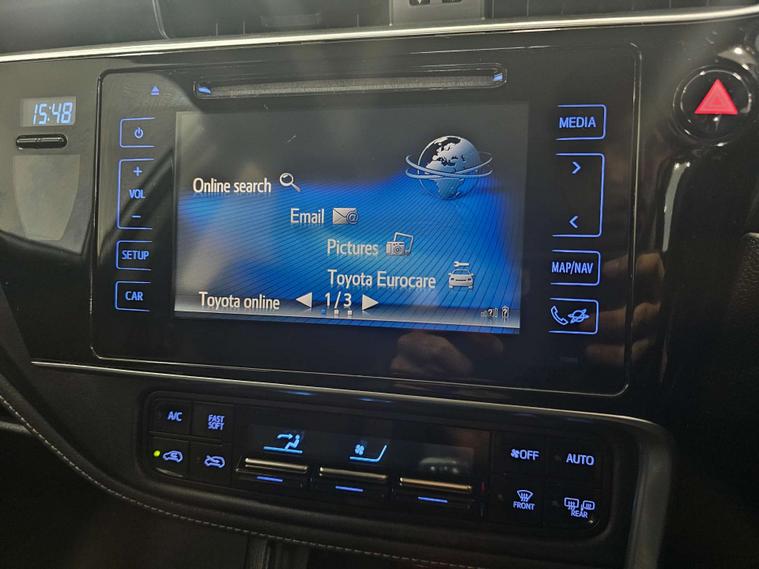 15:48
MEDIA
+
VOL
−
SETUP
CAR
Online search
Email
@
Pictures
Toyota Eurocare
Toyota online ◀ 1/3 ▶
>
<
MAP/NAV
A/C
FAST
SOFT
OFF
AUTO
FRONT
REAR